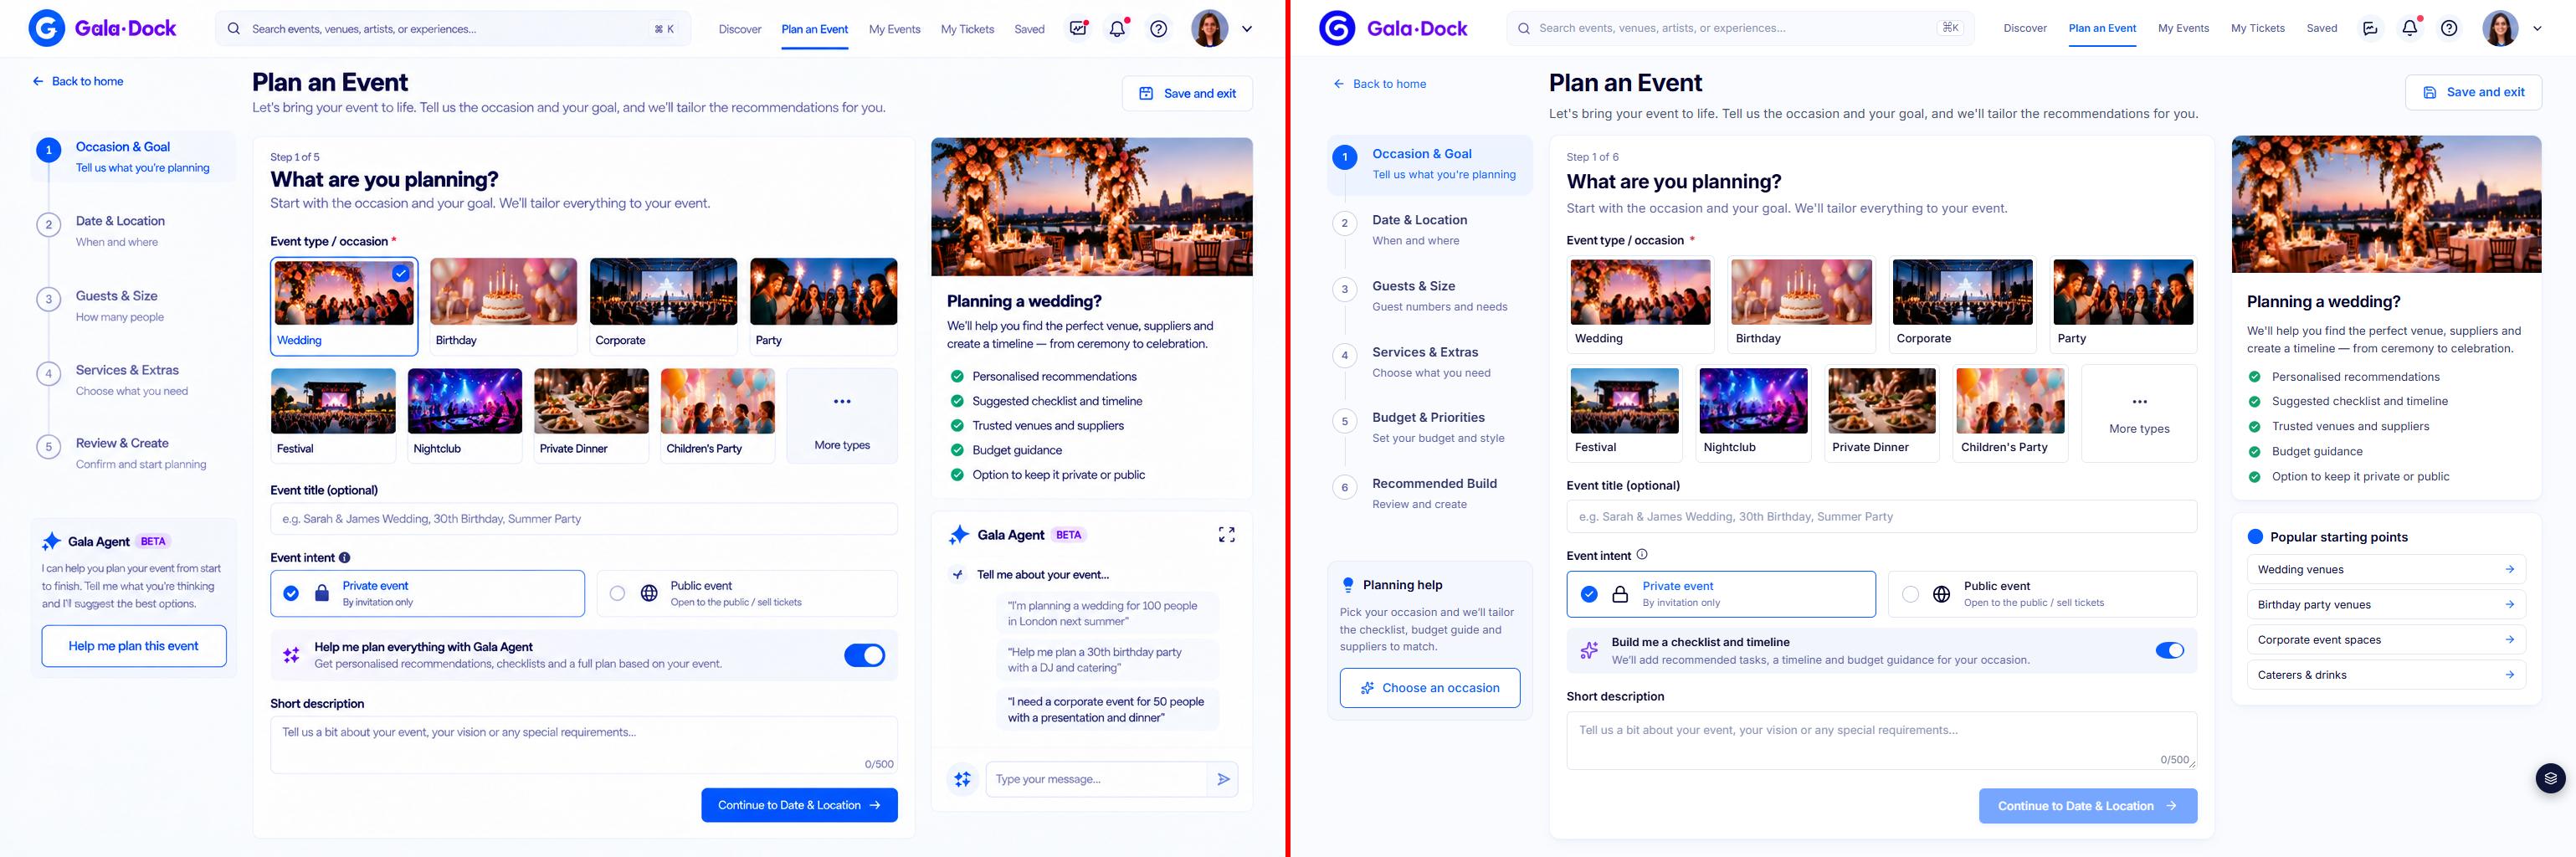 Gala·Dock
Search events, venues, artists, or experiences...
⌘ K
Discover
Plan an Event
My Events
My Tickets
Saved
Back to home
Plan an Event
Let's bring your event to life. Tell us the occasion and your goal, and we'll tailor the recommendations for you.
Save and exit
1
Occasion & Goal
Tell us what you're planning
2
Date & Location
When and where
3
Guests & Size
How many people
4
Services & Extras
Choose what you need
5
Review & Create
Confirm and start planning
Gala Agent BETA
I can help you plan your event from start
to finish. Tell me what you're thinking
and I'll suggest the best options.
Help me plan this event
Step 1 of 5
What are you planning?
Start with the occasion and your goal. We'll tailor everything to your event.
Event type / occasion *
Wedding
Birthday
Corporate
Party
Festival
Nightclub
Private Dinner
Children's Party
More types
Event title (optional)
e.g. Sarah & James Wedding, 30th Birthday, Summer Party
Event intent
Private event
By invitation only
Public event
Open to the public / sell tickets
Help me plan everything with Gala Agent
Get personalised recommendations, checklists and a full plan based on your event.
Short description
Tell us a bit about your event, your vision or any special requirements...
0/500
Continue to Date & Location
Planning a wedding?
We'll help you find the perfect venue, suppliers and
create a timeline — from ceremony to celebration.
Personalised recommendations
Suggested checklist and timeline
Trusted venues and suppliers
Budget guidance
Option to keep it private or public
Gala Agent BETA
Tell me about your event...
"I'm planning a wedding for 100 people
in London next summer"
"Help me plan a 30th birthday party
with a DJ and catering"
"I need a corporate event for 50 people
with a presentation and dinner"
Type your message...
Gala·Dock
Search events, venues, artists, or experiences...
⌘K
Discover
Plan an Event
My Events
My Tickets
Saved
Back to home
Plan an Event
Let's bring your event to life. Tell us the occasion and your goal, and we'll tailor the recommendations for you.
Save and exit
1
Occasion & Goal
Tell us what you're planning
2
Date & Location
When and where
3
Guests & Size
Guest numbers and needs
4
Services & Extras
Choose what you need
5
Budget & Priorities
Set your budget and style
6
Recommended Build
Review and create
Planning help
Pick your occasion and we'll tailor
the checklist, budget guide and
suppliers to match.
Choose an occasion
Step 1 of 6
What are you planning?
Start with the occasion and your goal. We'll tailor everything to your event.
Event type / occasion *
Wedding
Birthday
Corporate
Party
Festival
Nightclub
Private Dinner
Children's Party
More types
Event title (optional)
e.g. Sarah & James Wedding, 30th Birthday, Summer Party
Event intent
Private event
By invitation only
Public event
Open to the public / sell tickets
Build me a checklist and timeline
We'll add recommended tasks, a timeline and budget guidance for your occasion.
Short description
Tell us a bit about your event, your vision or any special requirements...
0/500
Continue to Date & Location
Planning a wedding?
We'll help you find the perfect venue, suppliers and
create a timeline — from ceremony to celebration.
Personalised recommendations
Suggested checklist and timeline
Trusted venues and suppliers
Budget guidance
Option to keep it private or public
Popular starting points
Wedding venues
Birthday party venues
Corporate event spaces
Caterers & drinks